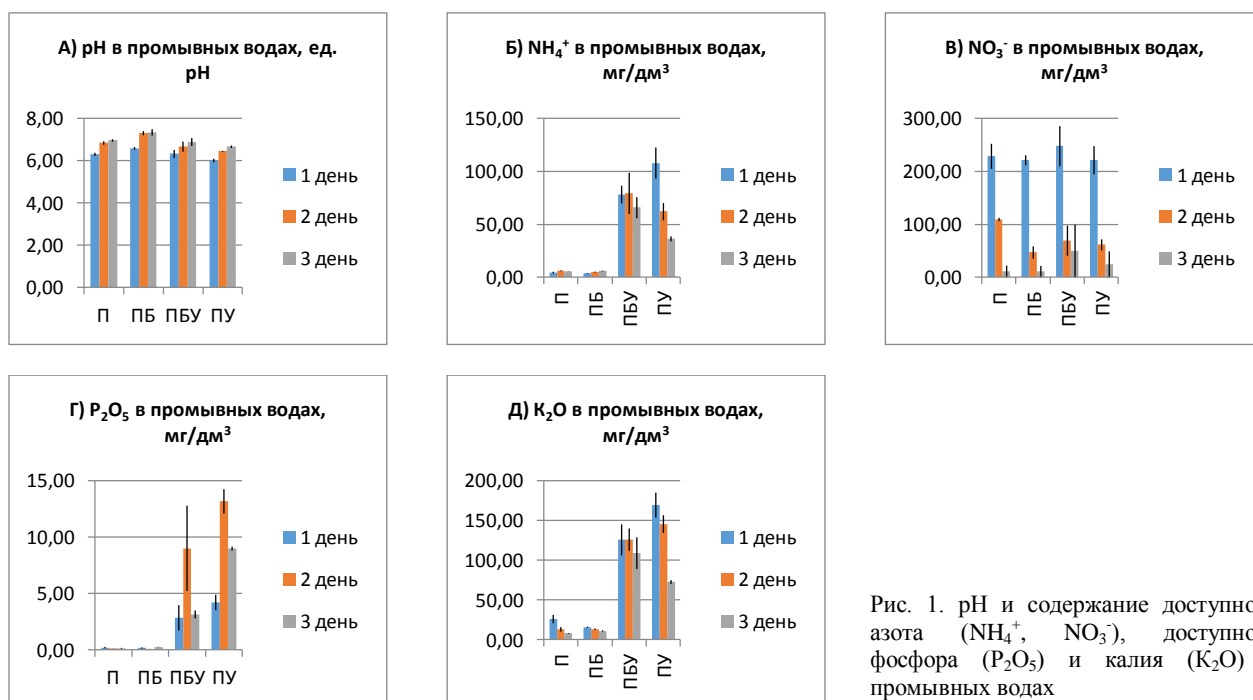 А) pH в промывных водах, ед.
pH
8,00
6,00
4,00
2,00
0,00
П ПБ ПБУ ПУ
1 день
2 день
3 день
Б) NH₄⁺ в промывных водах,
мг/дм³
150,00
100,00
50,00
0,00
П ПБ ПБУ ПУ
1 день
2 день
3 день
В) NO₃⁻ в промывных водах,
мг/дм³
300,00
200,00
100,00
0,00
П ПБ ПБУ ПУ
1 день
2 день
3 день
Г) P₂O₅ в промывных водах,
мг/дм³
15,00
10,00
5,00
0,00
П ПБ ПБУ ПУ
1 день
2 день
3 день
Д) K₂O в промывных водах,
мг/дм³
200,00
150,00
100,00
50,00
0,00
П ПБ ПБУ ПУ
1 день
2 день
3 день
Рис. 1. pH и содержание доступно
азота (NH₄⁺, NO₃⁻), доступно
фосфора (P₂O₅) и калия (K₂O)
промывных водах